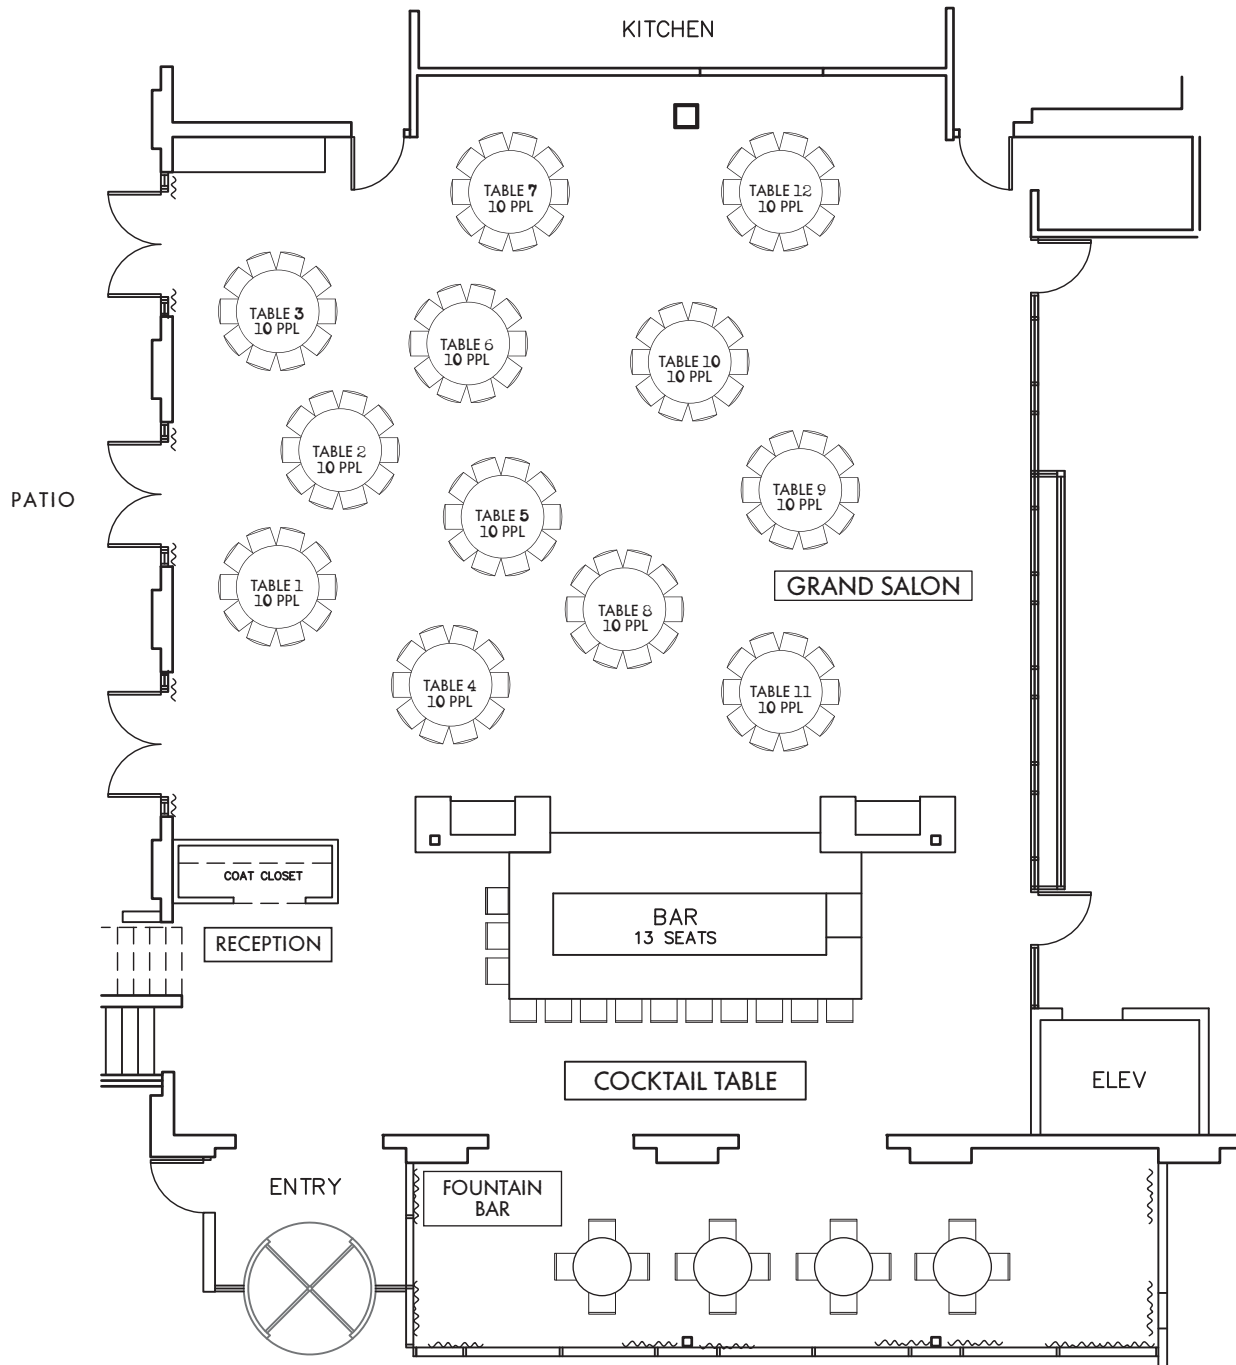 KITCHEN
TABLE 7
10 PPL
TABLE 12
10 PPL
TABLE 3
10 PPL
TABLE 6
10 PPL
TABLE 10
10 PPL
TABLE 2
10 PPL
PATIO
TABLE 5
10 PPL
TABLE 9
10 PPL
TABLE 1
10 PPL
GRAND SALON
TABLE 8
10 PPL
TABLE 4
10 PPL
TABLE 11
10 PPL
COAT CLOSET
RECEPTION
BAR
13 SEATS
COCKTAIL TABLE
ELEV
ENTRY
FOUNTAIN
BAR